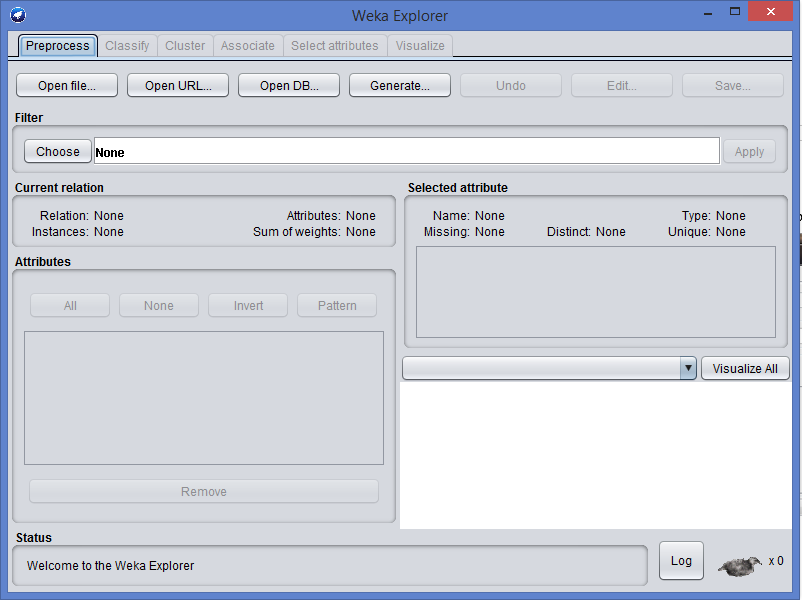 Weka Explorer
Preprocess Classify Cluster Associate Select attributes Visualize
Open file... Open URL... Open DB... Generate... Undo Edit... Save...
Filter
Choose None Apply
Current relation
Relation: None Attributes: None
Instances: None Sum of weights: None
Selected attribute
Name: None Type: None
Missing: None Distinct: None Unique: None
Attributes
All None Invert Pattern
Remove
Visualize All
Status
Welcome to the Weka Explorer
Log x 0